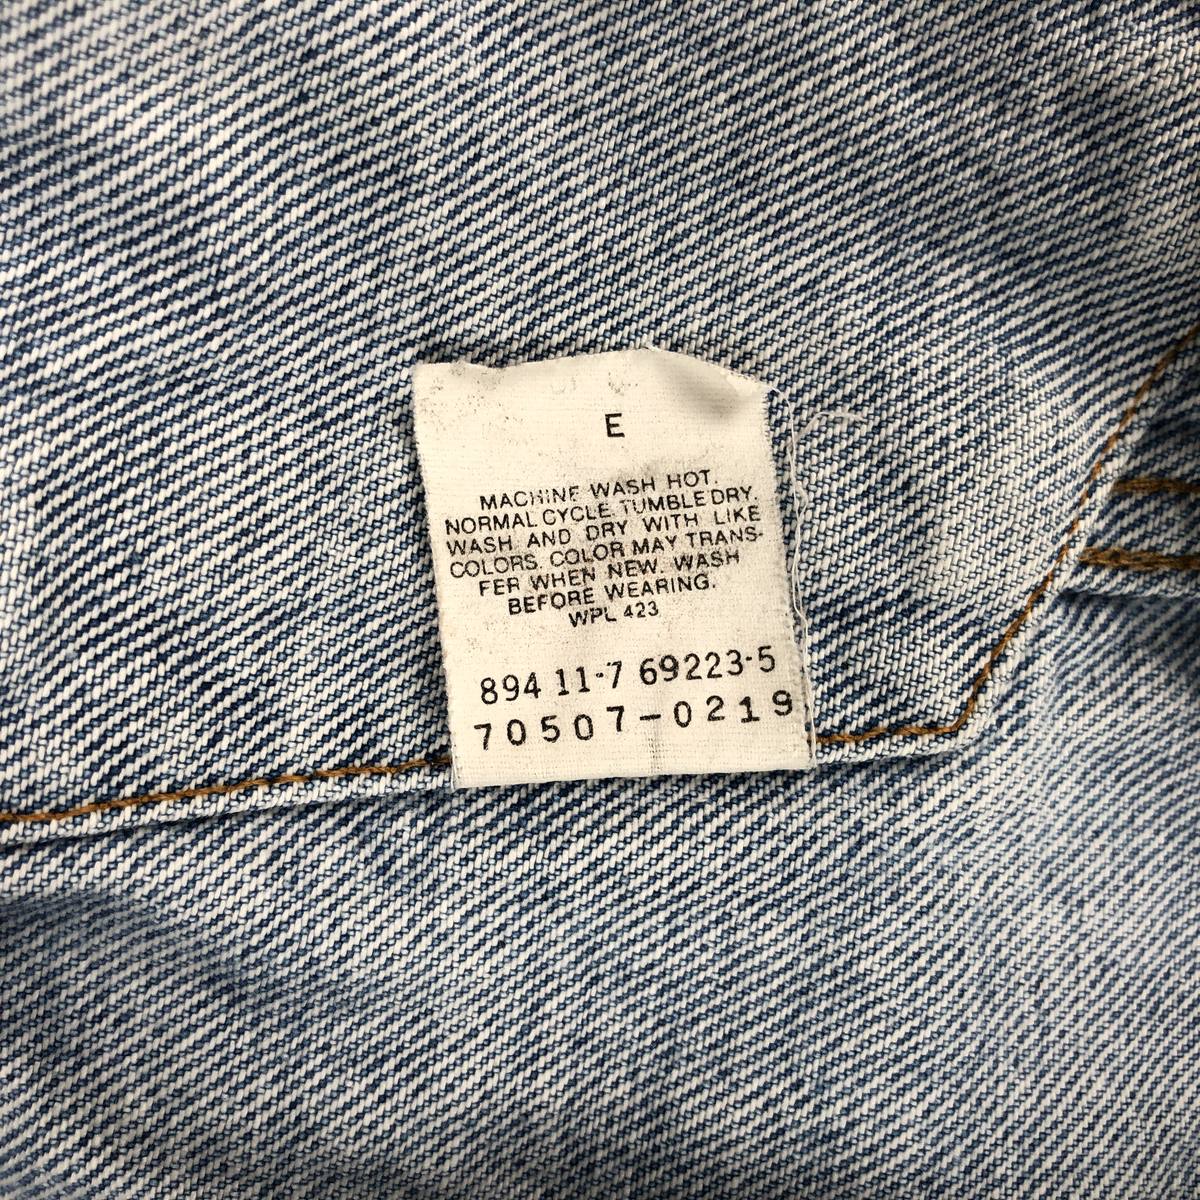 E
MACHINE WASH HOT.
NORMAL CYCLE TUMBLE DRY.
WASH AND DRY WITH LIKE
COLORS. COLOR MAY TRANS-
FER WHEN NEW. WASH
BEFORE WEARING.
WPL 423
894 11-7 69223-5
70507-0219